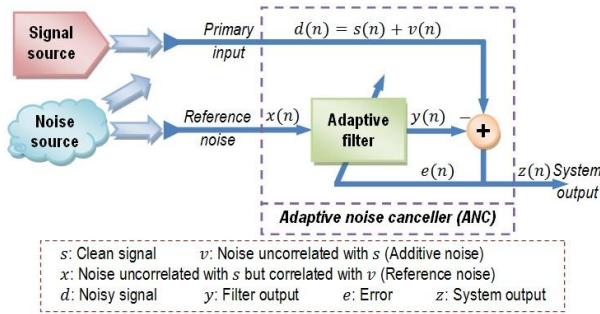 Signal
source
Primary
input
d(n) = s(n) + v(n)
Noise
source
Reference
noise
x(n)
Adaptive
filter
y(n)
−
+
e(n)
z(n) System
output
Adaptive noise canceller (ANC)
s: Clean signal v: Noise uncorrelated with s (Additive noise)
x: Noise uncorrelated with s but correlated with v (Reference noise)
d: Noisy signal y: Filter output e: Error z: System output